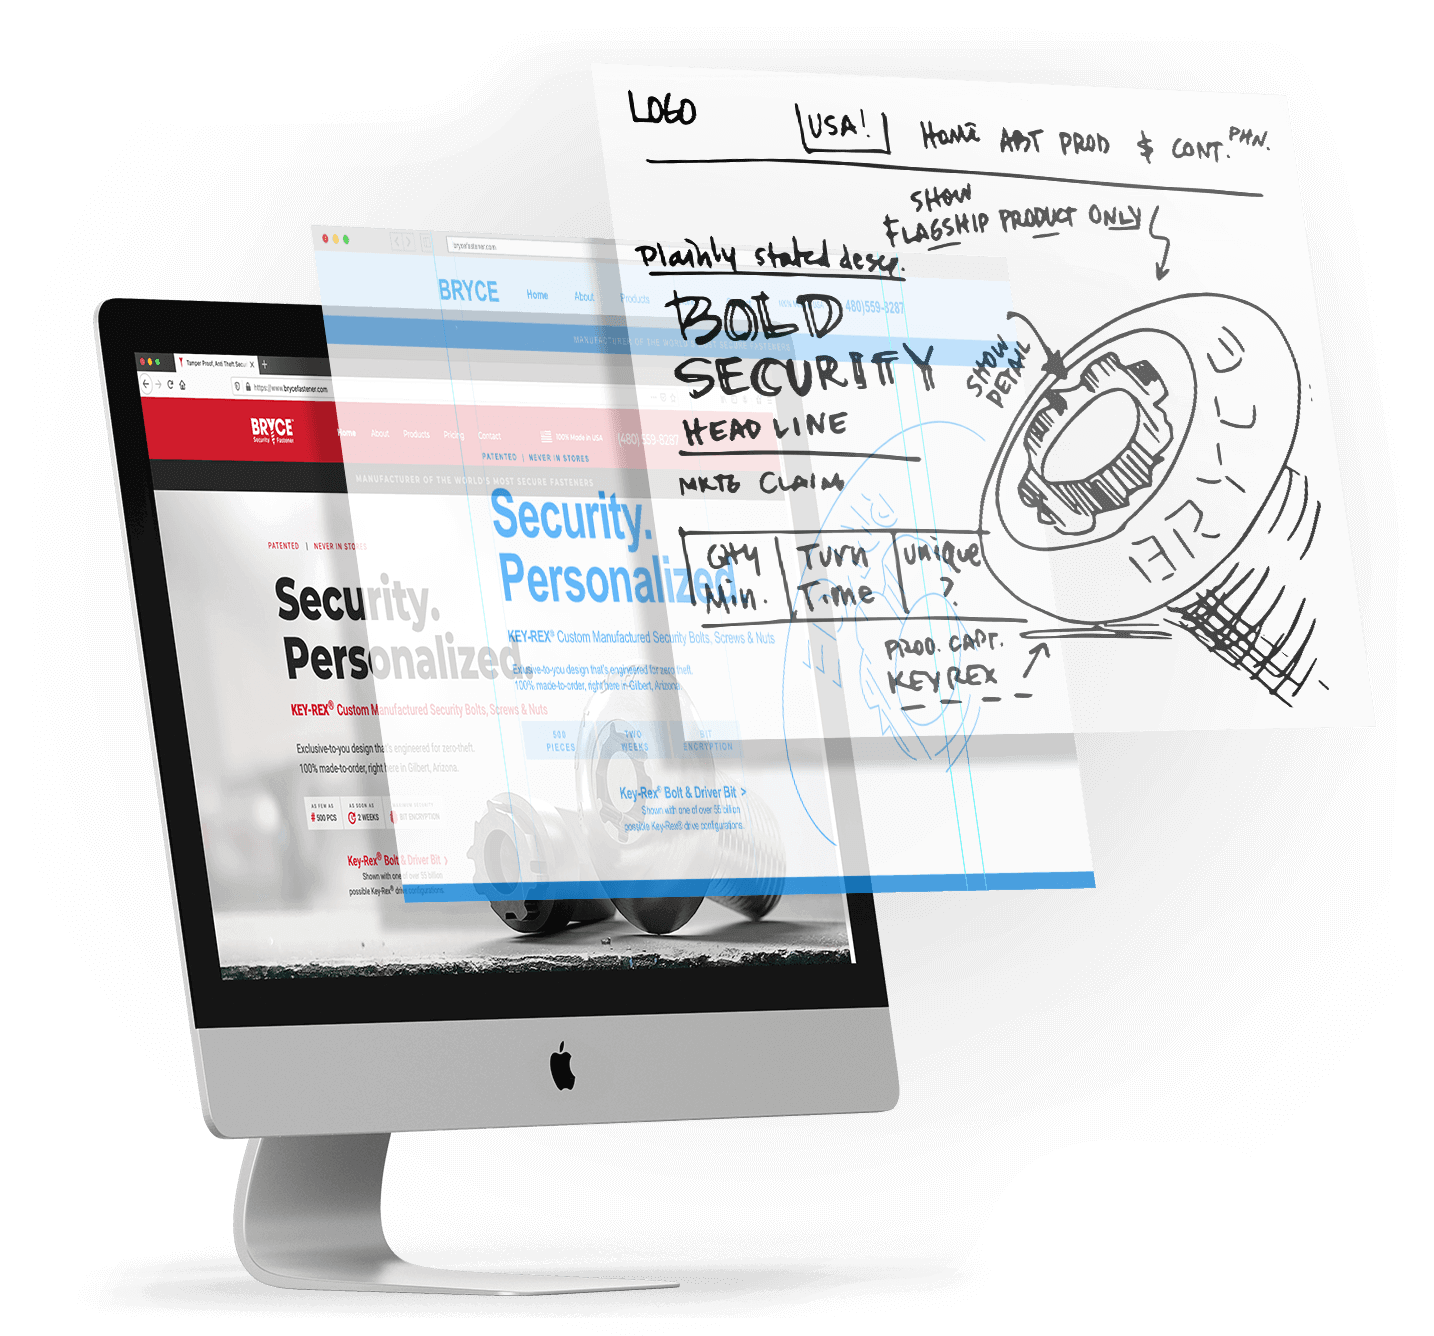 LOGO
USA!
Home ABT PROD $ CONT. PHN.
SHOW
FLAGSHIP PRODUCT ONLY
Plainly stated desc.
BOLD
SECURITY
HEADLINE
MKTG CLAIM
SHOW
DETAIL
Qty
Min.
Turn
Time
unique
?
PROD. CAPT.
KEYREX
BRYCE
brycefastener.com
BRYCE
Home About Products
480)559-8287
MANUFACTURER OF THE WORLD'S MOST SECURE FASTENERS
PATENTED | NEVER IN STORES
Security.
Personalized.
KEY-REX® Custom Manufactured Security Bolts, Screws & Nuts
Exlusive-to-you design that's engineered for zero theft.
100% made-to-order, right here in Gilbert, Arizona.
500
PIECES
TWO
WEEKS
BIT
ENCRYPTION
Key-Rex® Bolt & Driver Bit >
Shown with one of over 55 billion
possible Key-Rex® drive configurations.
Tamper Proof, Anti Theft Secur
https://www.brycefastener.com
BRYCE
Security Fastener
Home About Products Pricing Contact
100% Made in USA
(480) 559-8287
MANUFACTURER OF THE WORLD'S MOST SECURE FASTENERS
PATENTED | NEVER IN STORES
Security.
Personalized.
KEY-REX® Custom Manufactured Security Bolts, Screws & Nuts
Exclusive-to-you design that's engineered for zero-theft.
100% made-to-order, right here in Gilbert, Arizona.
AS FEW AS
# 500 PCS
AS SOON AS
2 WEEKS
BIT ENCRYPTION
Key-Rex® Bolt & Driver Bit >
Shown with one of over 55 billion
possible Key-Rex® drive configurations.